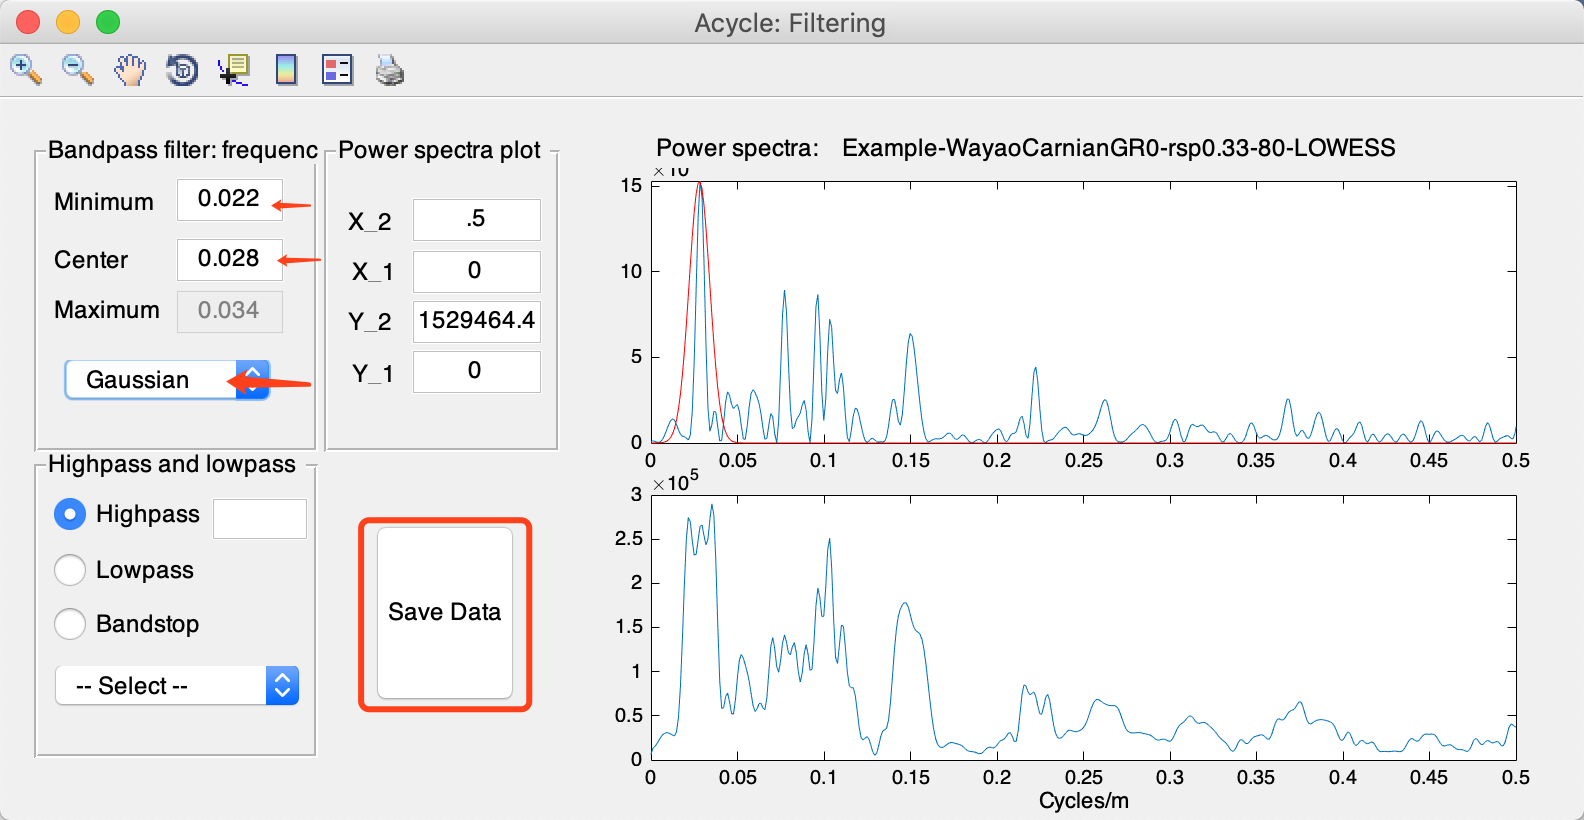 Acycle: Filtering
Bandpass filter: frequenc
Minimum 0.022
Center 0.028
Maximum 0.034
Gaussian
Power spectra plot
X_2 .5
X_1 0
Y_2 1529464.4
Y_1 0
Highpass and lowpass
Highpass
Lowpass
Bandstop
-- Select --
Save Data
Power spectra: Example-WayaoCarnianGR0-rsp0.33-80-LOWESS
×10
15
10
5
0
0 0.05 0.1 0.15 0.2 0.25 0.3 0.35 0.4 0.45 0.5
×10⁵
3
2.5
2
1.5
1
0.5
0
0 0.05 0.1 0.15 0.2 0.25 0.3 0.35 0.4 0.45 0.5
Cycles/m